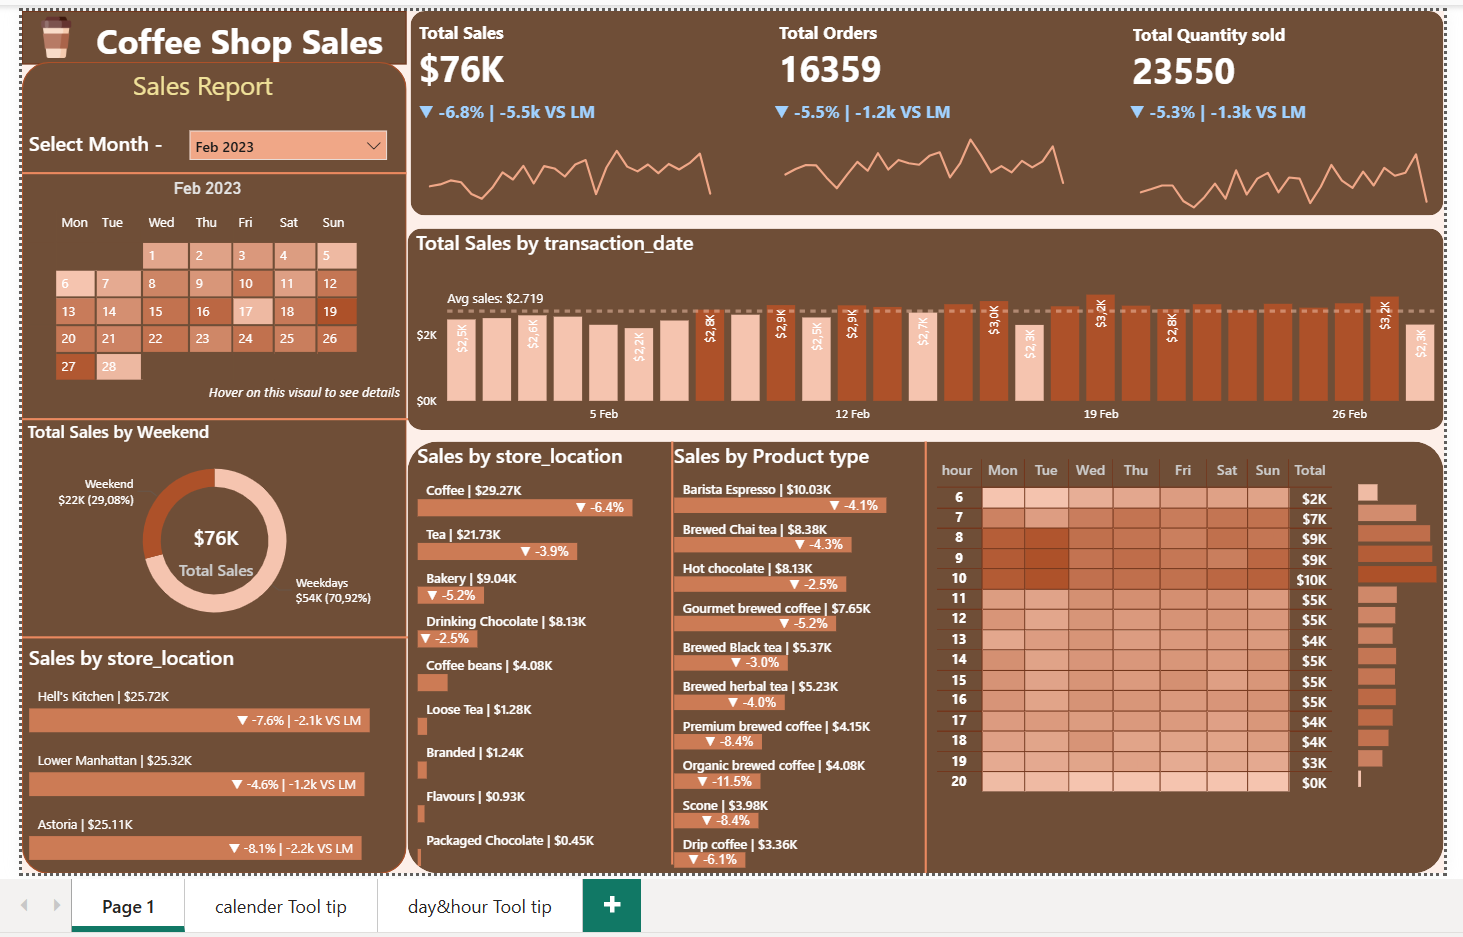 Coffee Shop Sales
Sales Report
Select Month -
Feb 2023
Feb 2023
Mon Tue Wed Thu Fri Sat Sun
1 2 3 4 5
6 7 8 9 10 11 12
13 14 15 16 17 18 19
20 21 22 23 24 25 26
27 28
Hover on this visaul to see details
Total Sales by Weekend
Weekend
$22K (29,08%)
$76K
Total Sales
Weekdays
$54K (70,92%)
Sales by store_location
Hell's Kitchen | $25.72K
▼ -7.6% | -2.1k VS LM
Lower Manhattan | $25.32K
▼ -4.6% | -1.2k VS LM
Astoria | $25.11K
▼ -8.1% | -2.2k VS LM
Total Sales
$76K
▼ -6.8% | -5.5k VS LM
Total Orders
16359
▼ -5.5% | -1.2k VS LM
Total Quantity sold
23550
▼ -5.3% | -1.3k VS LM
Total Sales by transaction_date
Avg sales: $2.719
$2K
$0K
$2,5K $2,6K $2,2K $2,8K $2,9K $2,5K $2,9K $2,7K $3,0K $2,3K $3,2K $2,8K $3,2K $2,3K
5 Feb 12 Feb 19 Feb 26 Feb
Sales by store_location
Coffee | $29.27K
▼ -6.4%
Tea | $21.73K
▼ -3.9%
Bakery | $9.04K
▼ -5.2%
Drinking Chocolate | $8.13K
▼ -2.5%
Coffee beans | $4.08K
Loose Tea | $1.28K
Branded | $1.24K
Flavours | $0.93K
Packaged Chocolate | $0.45K
Sales by Product type
Barista Espresso | $10.03K
▼ -4.1%
Brewed Chai tea | $8.38K
▼ -4.3%
Hot chocolate | $8.13K
▼ -2.5%
Gourmet brewed coffee | $7.65K
▼ -5.2%
Brewed Black tea | $5.37K
▼ -3.0%
Brewed herbal tea | $5.23K
▼ -4.0%
Premium brewed coffee | $4.15K
▼ -8.4%
Organic brewed coffee | $4.08K
▼ -11.5%
Scone | $3.98K
▼ -8.4%
Drip coffee | $3.36K
▼ -6.1%
hour Mon Tue Wed Thu Fri Sat Sun Total
6 $2K
7 $7K
8 $9K
9 $9K
10 $10K
11 $5K
12 $5K
13 $4K
14 $5K
15 $5K
16 $5K
17 $4K
18 $4K
19 $3K
20 $0K
Page 1 calender Tool tip day&hour Tool tip +